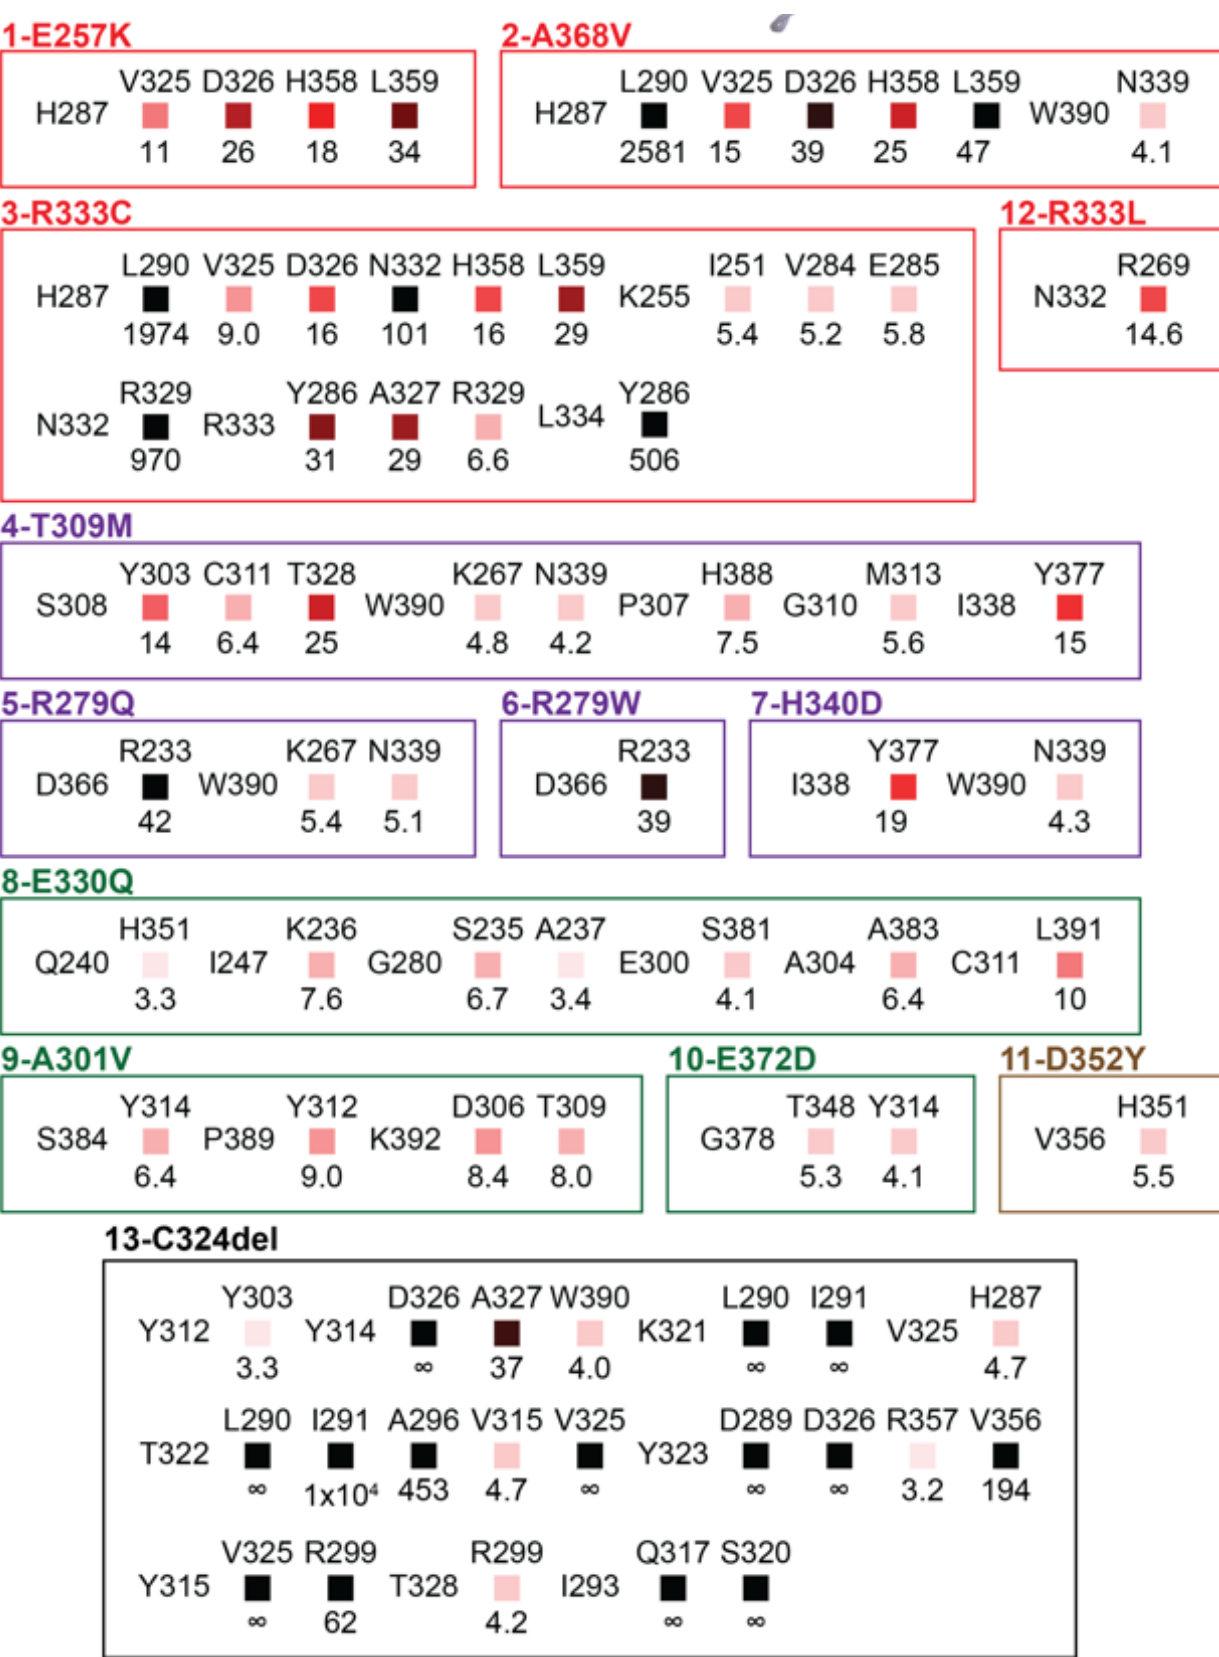 1-E257K 2-A368V
V325 D326 H358 L359 L290 V325 D326 H358 L359 N339
H287 H287 W390
11 26 18 34 2581 15 39 25 47 4.1
3-R333C 12-R333L
L290 V325 D326 N332 H358 L359 I251 V284 E285 R269
H287 K255 N332
1974 9.0 16 101 16 29 5.4 5.2 5.8 14.6
R329 Y286 A327 R329 Y286
N332 R333 L334
970 31 29 6.6 506
4-T309M
Y303 C311 T328 K267 N339 H388 M313 Y377
S308 W390 P307 G310 I338
14 6.4 25 4.8 4.2 7.5 5.6 15
5-R279Q 6-R279W 7-H340D
R233 K267 N339 R233 Y377 N339
D366 W390 D366 I338 W390
42 5.4 5.1 39 19 4.3
8-E330Q
H351 K236 S235 A237 S381 A383 L391
Q240 I247 G280 E300 A304 C311
3.3 7.6 6.7 3.4 4.1 6.4 10
9-A301V 10-E372D 11-D352Y
Y314 Y312 D306 T309 T348 Y314 H351
S384 P389 K392 G378 V356
6.4 9.0 8.4 8.0 5.3 4.1 5.5
13-C324del
Y303 D326 A327 W390 L290 I291 H287
Y312 Y314 K321 V325
3.3 ∞ 37 4.0 ∞ ∞ 4.7
L290 I291 A296 V315 V325 D289 D326 R357 V356
T322 Y323
∞ 1x10⁴ 453 4.7 ∞ ∞ ∞ 3.2 194
V325 R299 R299 Q317 S320
Y315 T328 I293
∞ 62 4.2 ∞ ∞